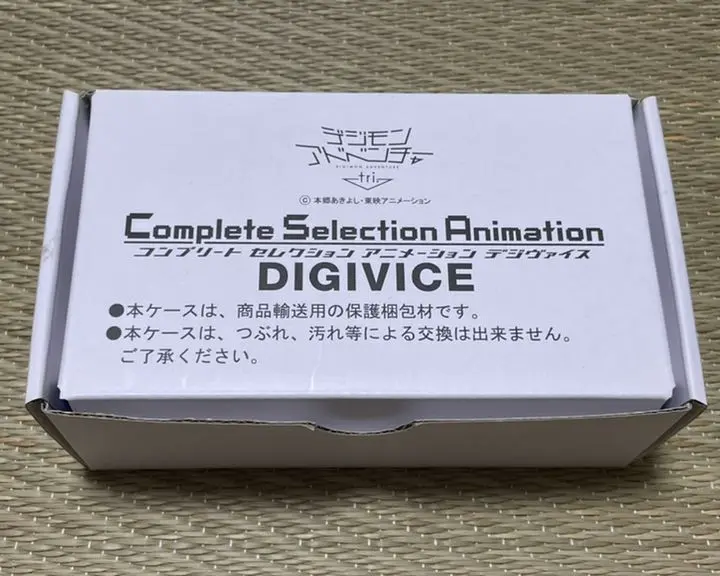 デジモン
アドベンチャー
DIGIMON ADVENTURE
tri.
© 本郷あきよし・東映アニメーション
Complete Selection Animation
コンプリート セレクション アニメーション デジヴァイス
DIGIVICE
●本ケースは、商品輸送用の保護梱包材です。
●本ケースは、つぶれ、汚れ等による交換は出来ません。
ご了承ください。